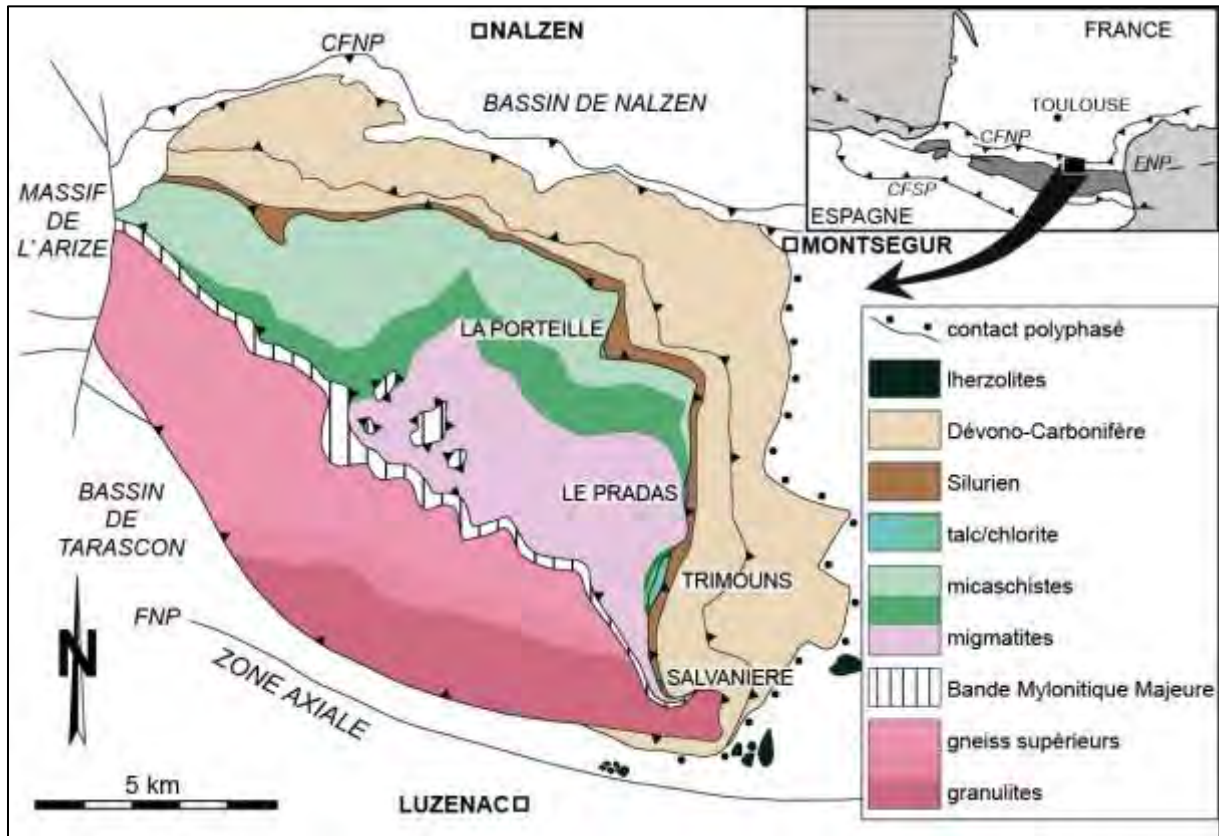 NALZEN
CFNP
BASSIN DE NALZEN
MASSIF
DE
L'ARIZE
MONTSEGUR
LA PORTEILLE
LE PRADAS
BASSIN
DE
TARASCON
TRIMOUNS
FNP
ZONE AXIALE
SALVANIERE
N
5 km
LUZENAC
FRANCE
TOULOUSE
CFNP
FNP
CFSP
ESPAGNE
contact polyphasé
lherzolites
Dévono-Carbonifère
Silurien
talc/chlorite
micaschistes
migmatites
Bande Mylonitique Majeure
gneiss supérieurs
granulites